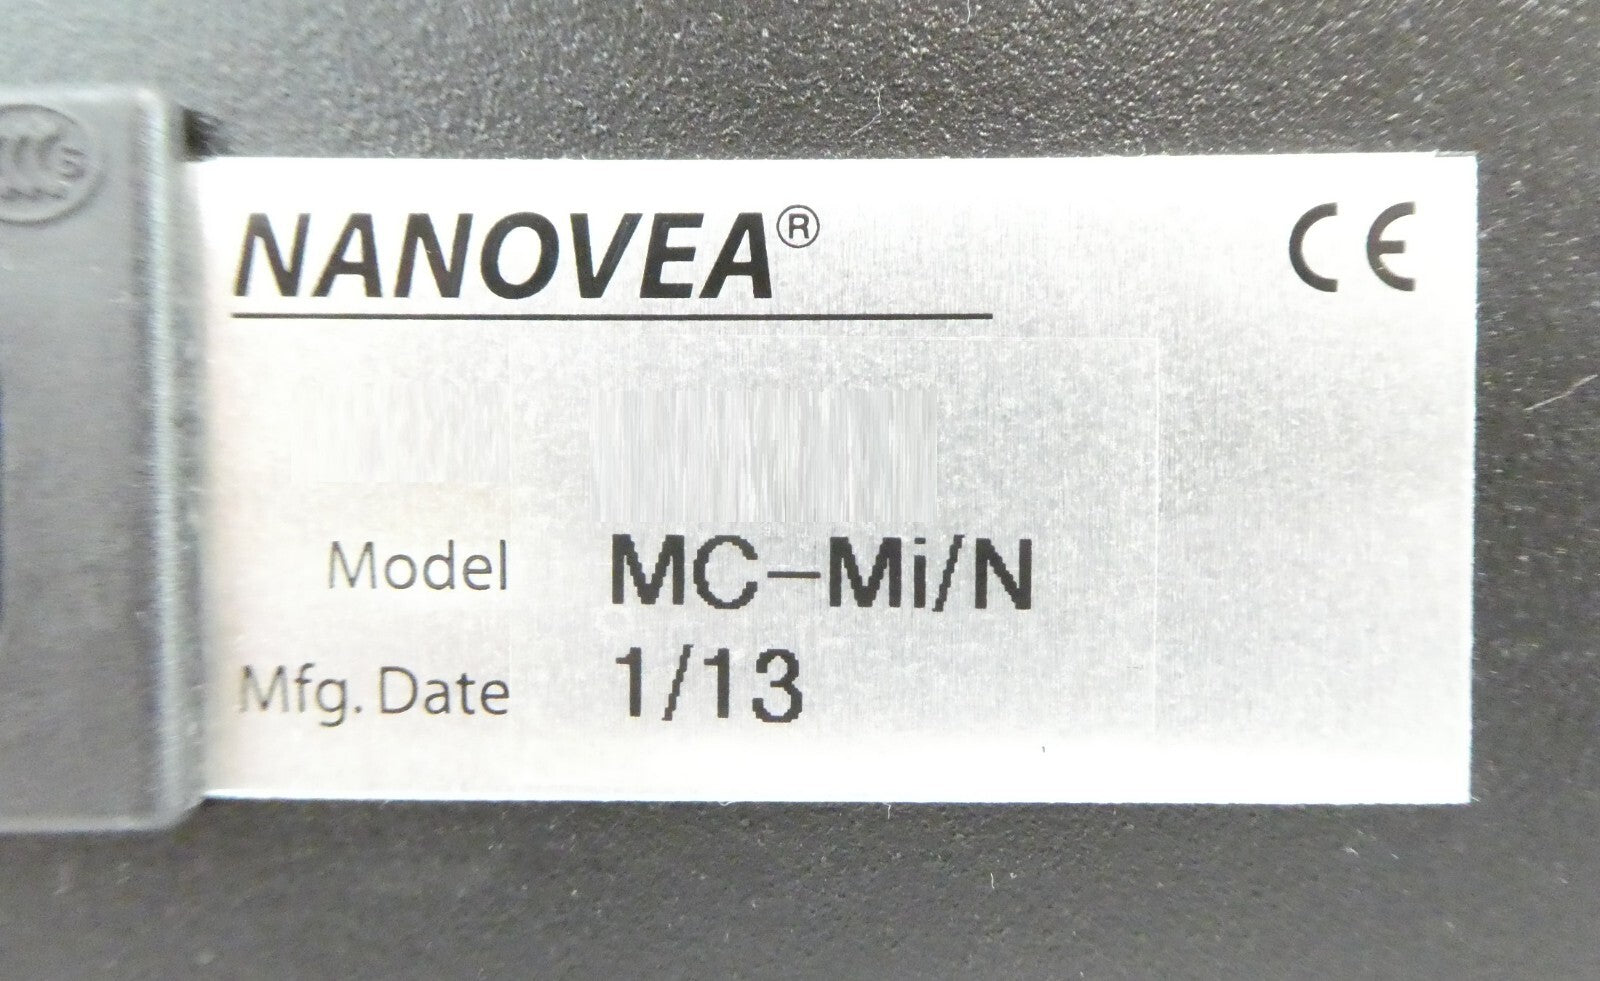 NANOVEA® CE
Model MC-Mi/N
Mfg. Date 1/13